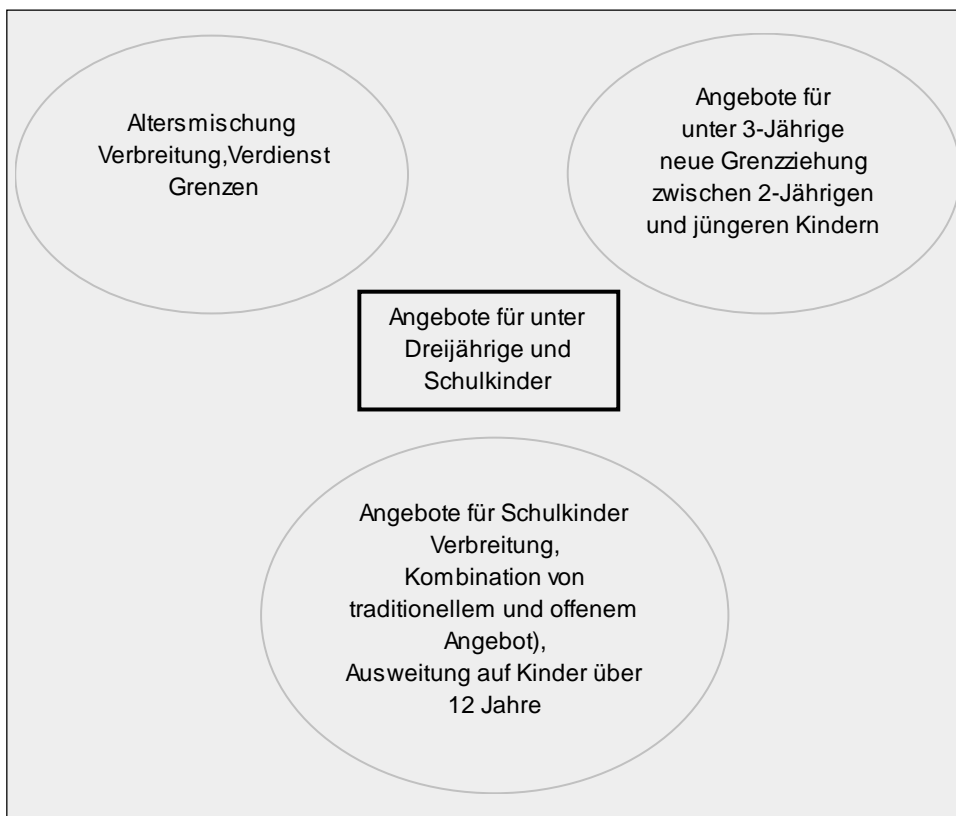 Altersmischung
Verbreitung,Verdienst
Grenzen
Angebote für
unter 3-Jährige
neue Grenzziehung
zwischen 2-Jährigen
und jüngeren Kindern
Angebote für unter
Dreijährige und
Schulkinder
Angebote für Schulkinder
Verbreitung,
Kombination von
traditionellem und offenem
Angebot),
Ausweitung auf Kinder über
12 Jahre